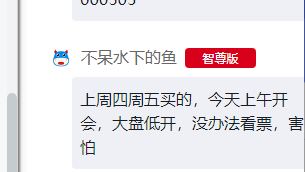 不呆水下的鱼 智尊版
上周四周五买的，今天上午开
会，大盘低开，没办法看票，害
怕